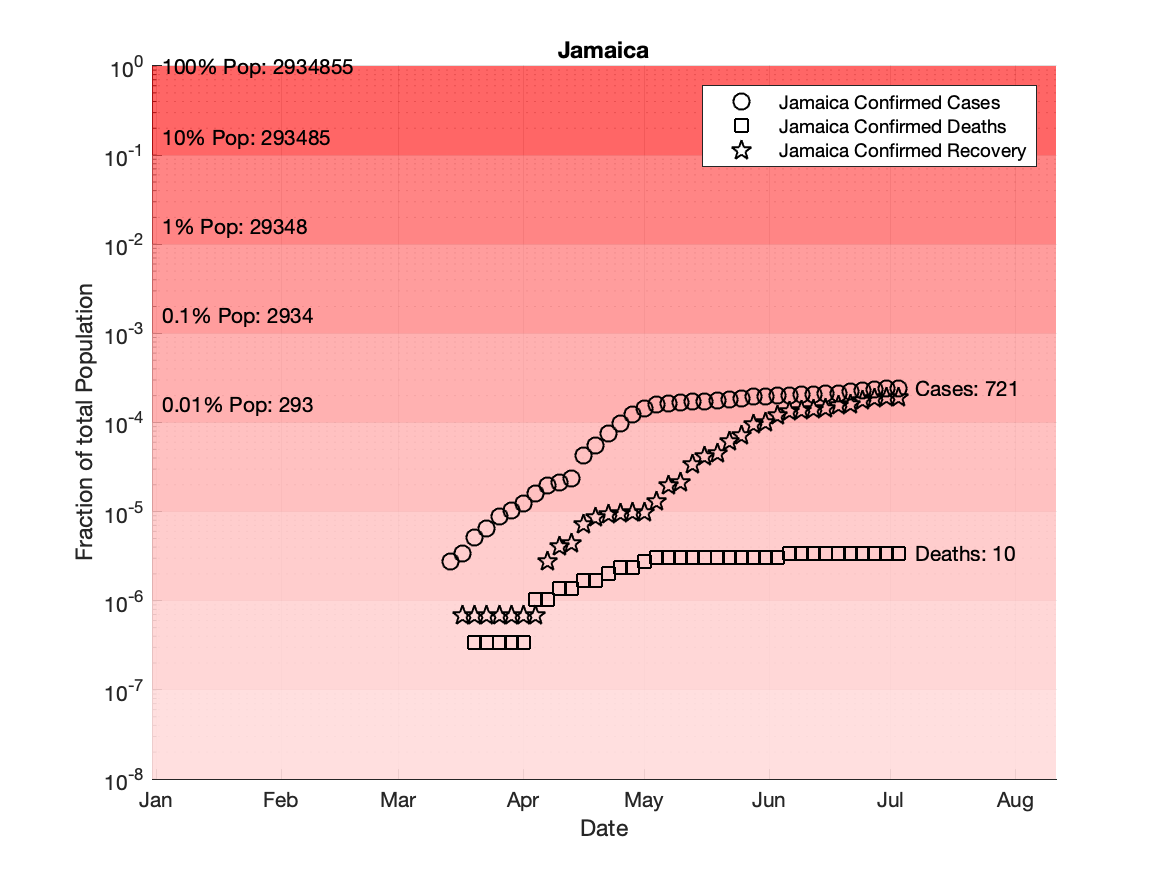 Jamaica
10^0
100% Pop: 2934855
Jamaica Confirmed Cases
Jamaica Confirmed Deaths
Jamaica Confirmed Recovery
10% Pop: 293485
10^-1
1% Pop: 29348
10^-2
0.1% Pop: 2934
10^-3
Cases: 721
0.01% Pop: 293
10^-4
10^-5
Deaths: 10
10^-6
10^-7
10^-8
Fraction of total Population
Jan Feb Mar Apr May Jun Jul Aug
Date